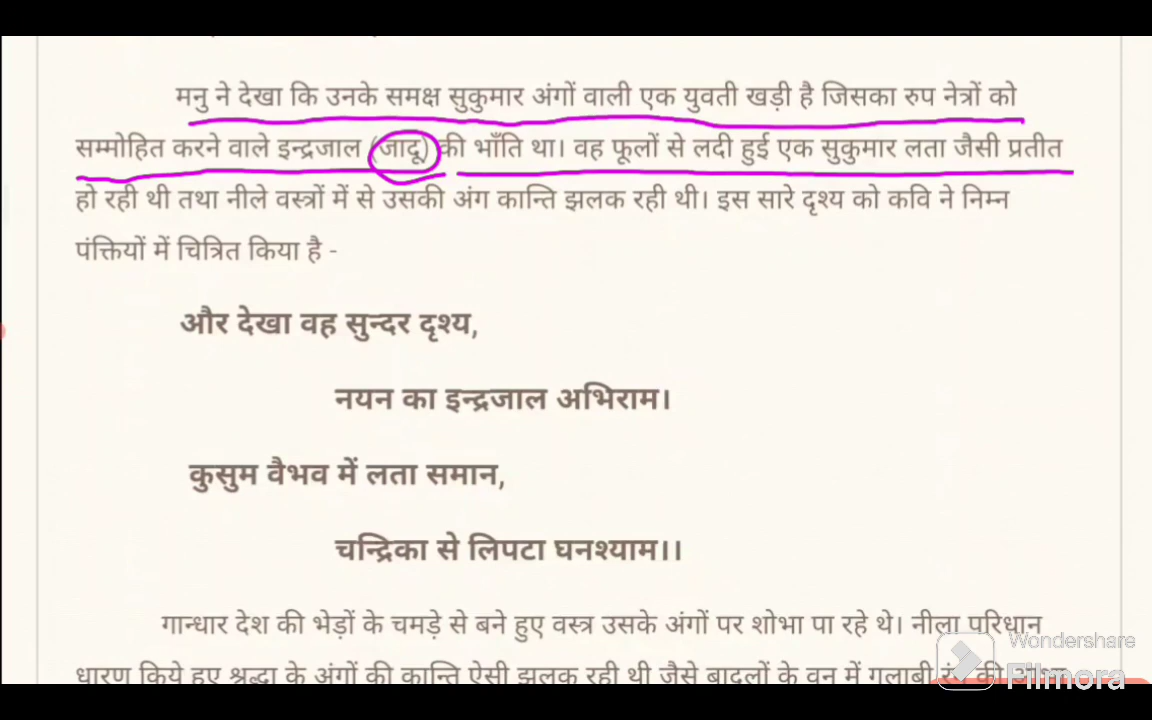 मनु ने देखा कि उनके समक्ष सुकुमार अंगों वाली एक युवती खड़ी है जिसका रुप नेत्रों को
सम्मोहित करने वाले इन्द्रजाल (जादू) की भाँति था। वह फूलों से लदी हुई एक सुकुमार लता जैसी प्रतीत
हो रही थी तथा नीले वस्त्रों में से उसकी अंग कान्ति झलक रही थी। इस सारे दृश्य को कवि ने निम्न
पंक्तियों में चित्रित किया है -
और देखा वह सुन्दर दृश्य,
नयन का इन्द्रजाल अभिराम।
कुसुम वैभव में लता समान,
चन्द्रिका से लिपटा घनश्याम।।
गान्धार देश की भेड़ों के चमड़े से बने हुए वस्त्र उसके अंगों पर शोभा पा रहे थे। नीला परिधान
धारण किये हुए श्रद्धा के अंगों की कान्ति ऐसी झलक रही थी जैसे बादलों के वन में गुलाबी
Wondershare
Filmora